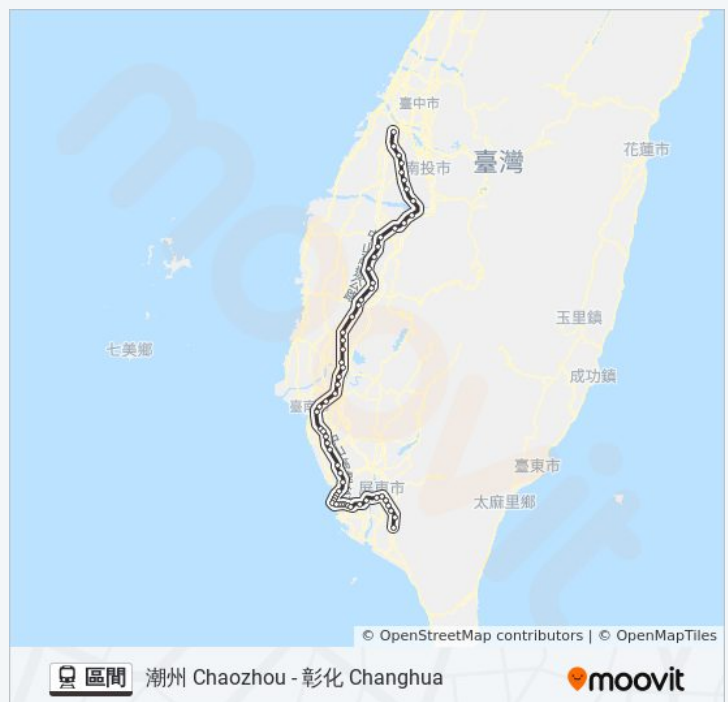 臺中市
花蓮市
臺灣
南投市
玉里鎮
七美鄉
成功鎮
臺南
臺東市
屏東市
太麻里鄉
moovit
© OpenStreetMap contributors | © OpenMapTiles
區間 潮州 Chaozhou - 彰化 Changhua
moovit